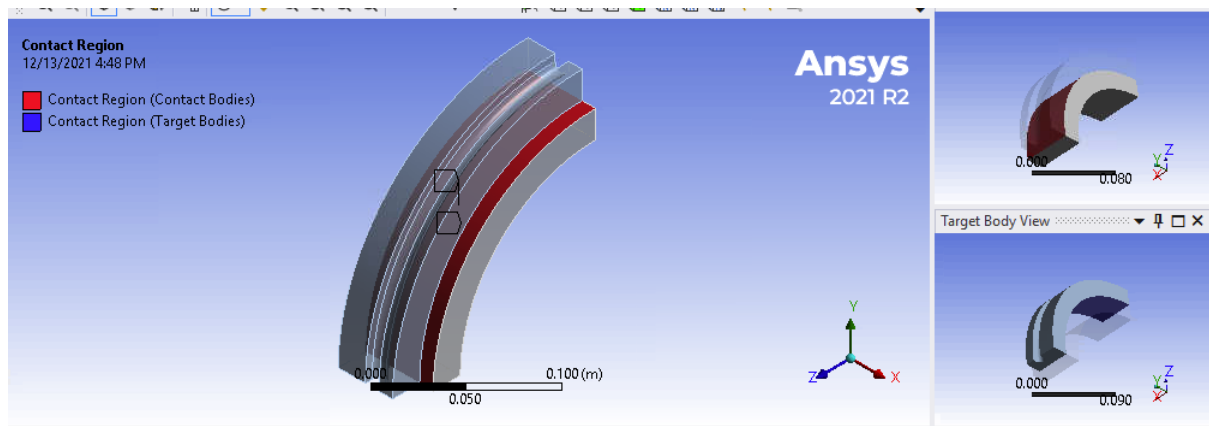 Contact Region
12/13/2021 4:48 PM
Contact Region (Contact Bodies)
Contact Region (Target Bodies)
Ansys
2021 R2
0.000
0.100 (m)
0.050
Y
Z
X
0.000
0.080
Z
Y
X
Target Body View
0.000
0.090
Z
Y
X